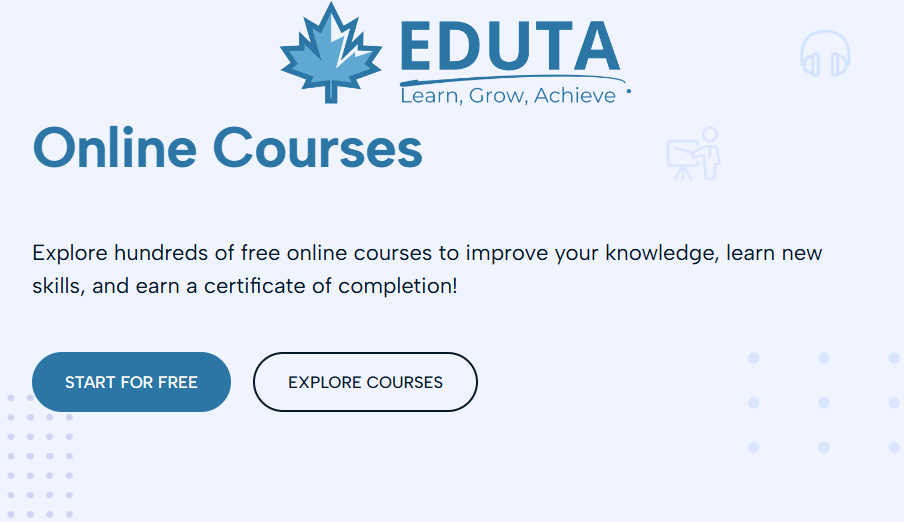 EDUTA
Learn, Grow, Achieve
Online Courses
Explore hundreds of free online courses to improve your knowledge, learn new
skills, and earn a certificate of completion!
START FOR FREE
EXPLORE COURSES